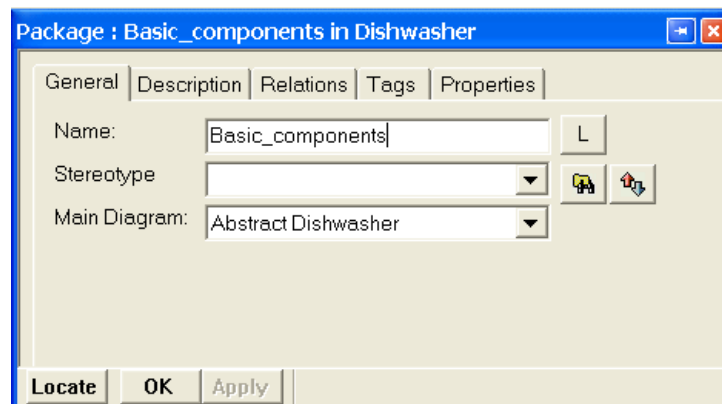 Package : Basic_components in Dishwasher
General Description Relations Tags Properties
Name: Basic_components L
Stereotype
Main Diagram: Abstract Dishwasher
Locate OK Apply